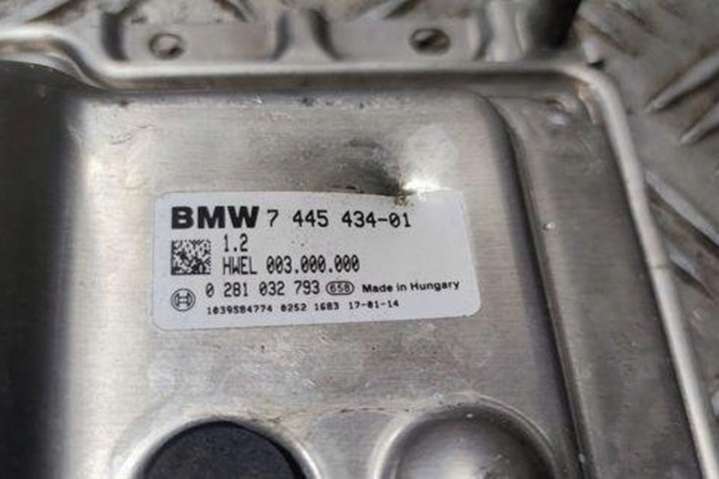 BMW 7 445 434-01
1.2
HWEL 003.000.000
0 281 032 793 658 Made in Hungary
1039S84774 0252 1683 17-01-14